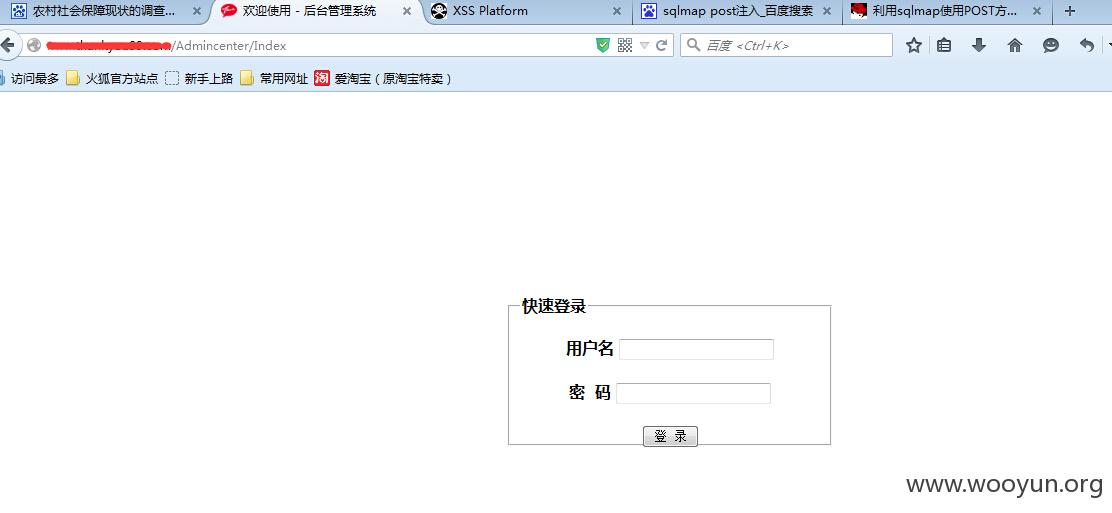 农村社会保障现状的调查...
欢迎使用 - 后台管理系统
XSS Platform
sqlmap post注入_百度搜索
利用sqlmap使用POST方...
/Admincenter/Index
百度 <Ctrl+K>
访问最多
火狐官方站点
新手上路
常用网址
淘 爱淘宝（原淘宝特卖）
快速登录
用户名
密 码
登 录
www.wooyun.org